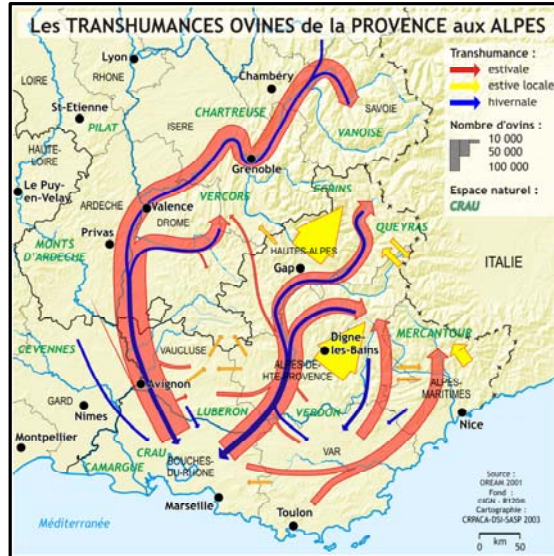 Les TRANSHUMANCES OVINES de la PROVENCE aux ALPES
Transhumance:
estivale
estive locale
hivernale
Nombre d'ovins:
10 000
50 000
100 000
Espace naturel:
CRAU
Lyon
LOIRE
RHONE
Chambéry
St-Etienne
CHARTREUSE
SAVOIE
PILAT
ISERE
VANOISE
HAUTE-
LOIRE
Grenoble
Le Puy-
en-Velay
VERCORS
ECRINS
ARDECHE
Valence
DROME
QUEYRAS
Privas
MONTS
D'ARDECHE
HAUTES-ALPES
Gap
ITALIE
MERCANTOUR
CEVENNES
VAUCLUSE
Digne-
les-Bains
ALPES-DE-
HTE-PROVENCE
ALPES-
MARITIMES
Avignon
GARD
Nimes
LUBERON
VERDON
Nice
Montpellier
CRAU
CAMARGUE
BOUCHES-
DU-RHONE
VAR
Marseille
Toulon
Méditerranée
Source :
DREAM 2001
Fond :
Cartographie :
CRPACA-DSI-SASP 2003
0 km 50